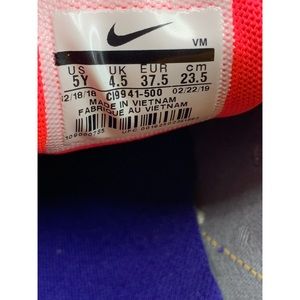 VM
US UK EUR cm
5Y 4.5 37.5 23.5
12/18/18 CI9941-500 02/22/19
MADE IN VIETNAM
FABRIQUE AU VIETNAM
UPC